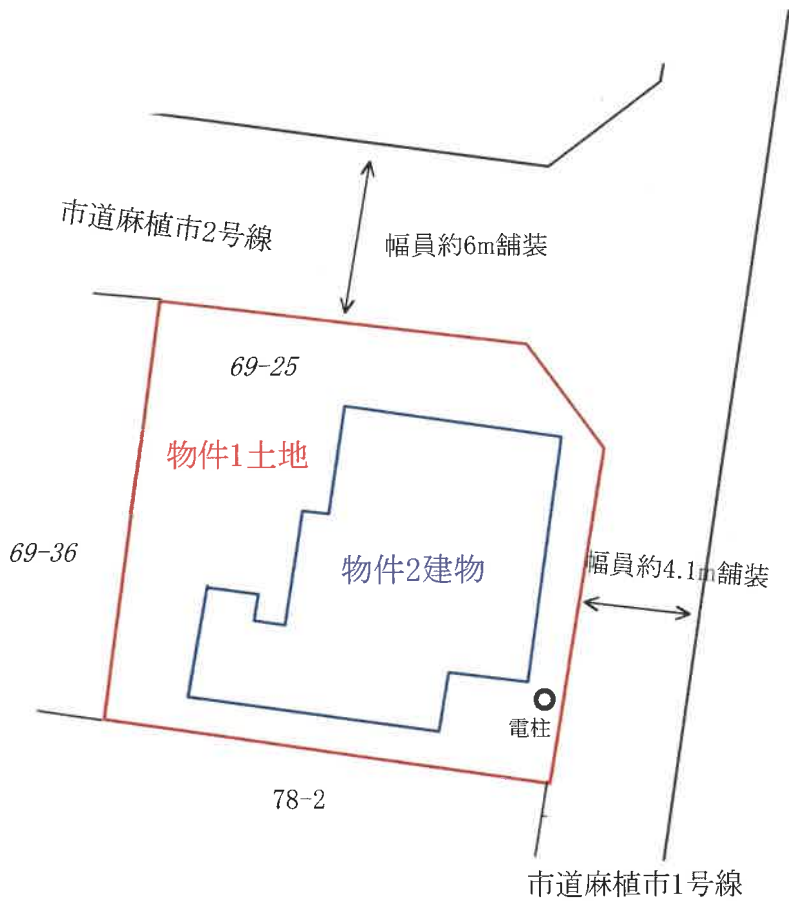 市道麻植市2号線
幅員約6m舗装
69-25
物件1土地
69-36
物件2建物
幅員約4.1m舗装
電柱
78-2
市道麻植市1号線